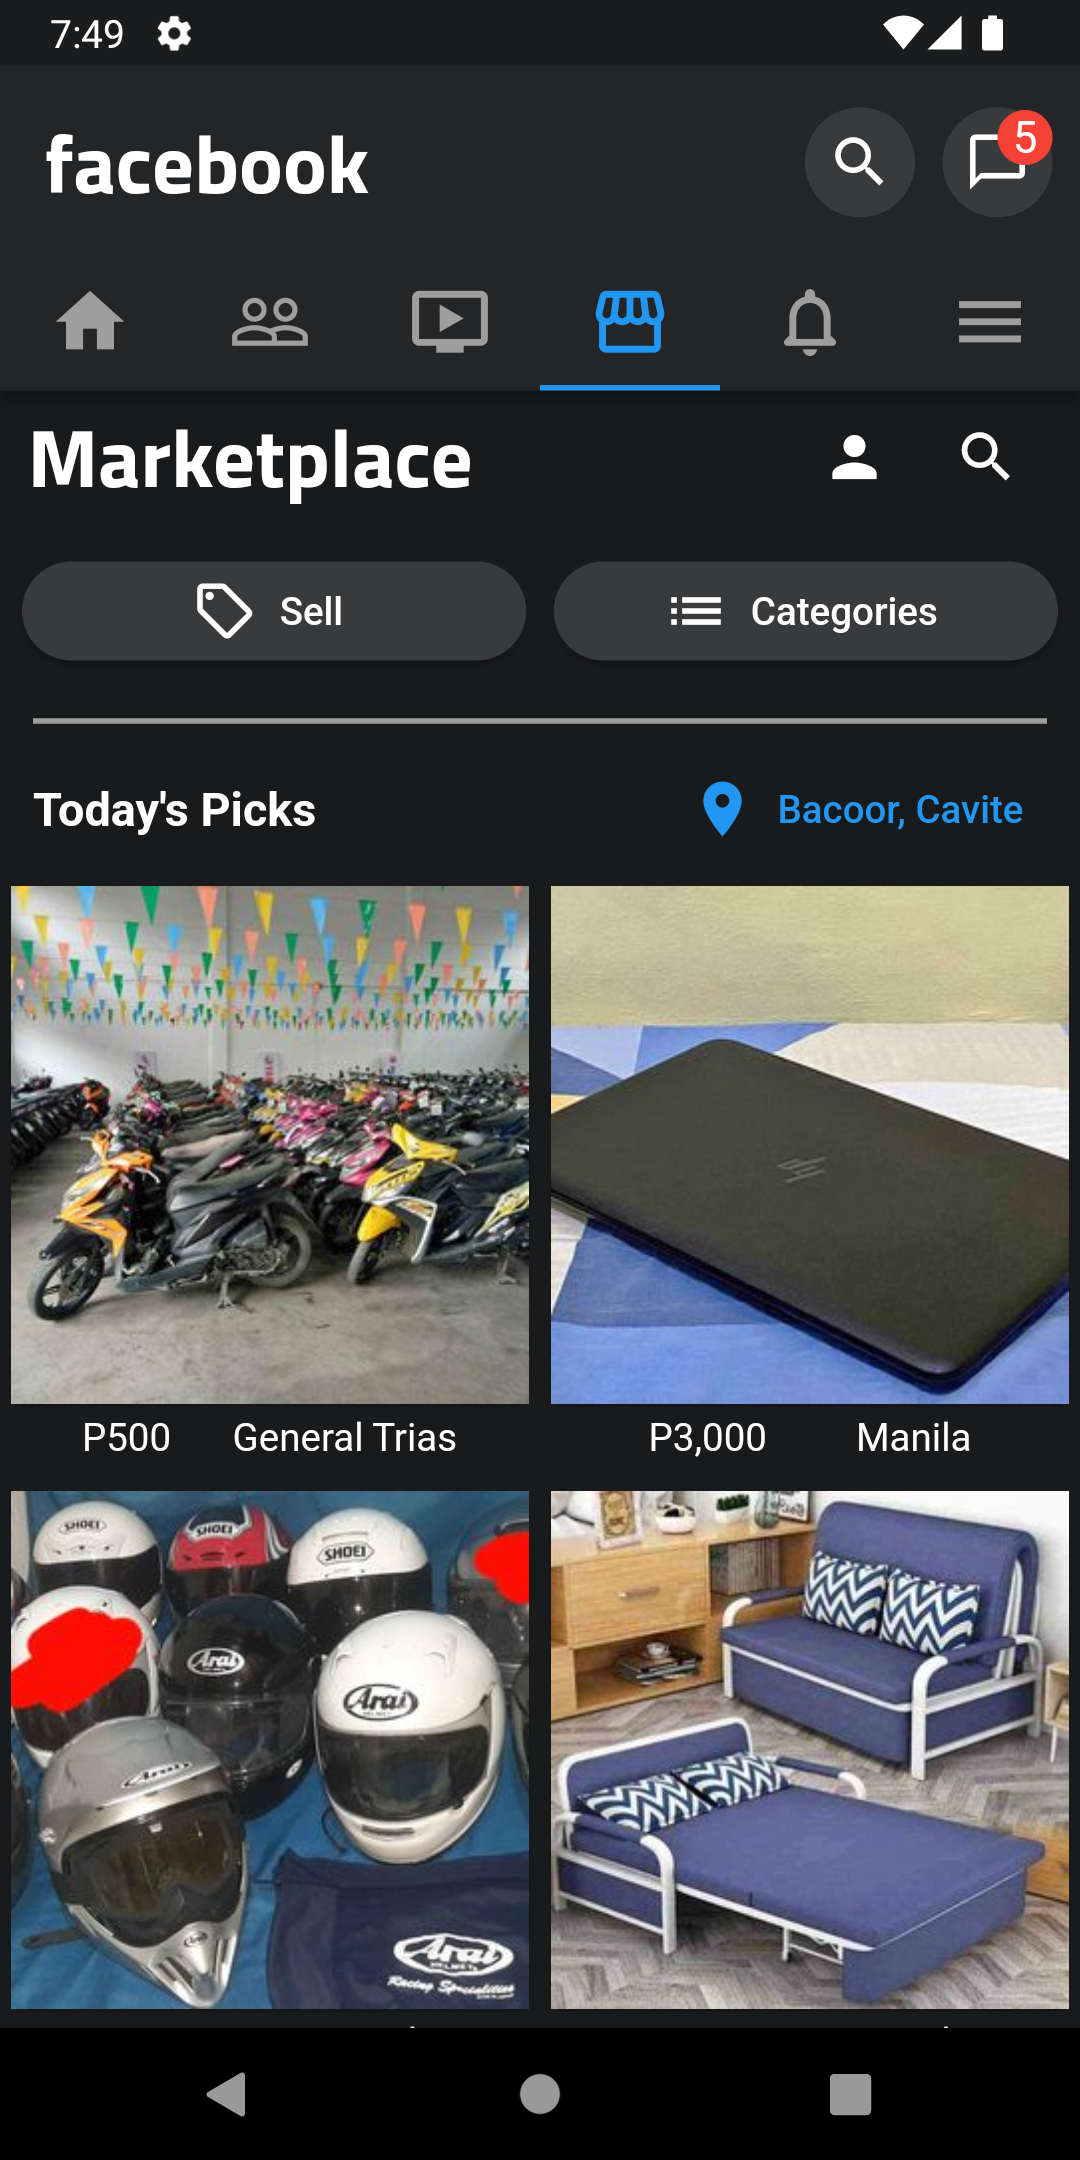 7:49
facebook
5
Marketplace
Sell
Categories
Today's Picks
Bacoor, Cavite
P500
General Trias
P3,000
Manila
SHOEI
SHOEI
SHOEI
Arai
Arai
Arai
Arai
HELMETS
Racing Specialities